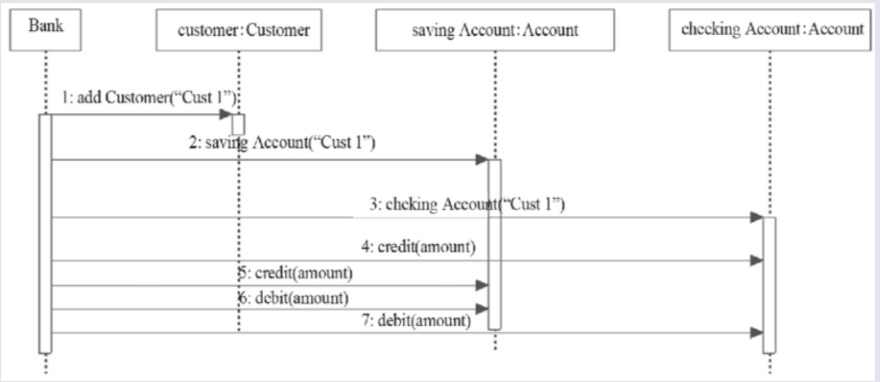 Bank
customer:Customer
saving Account:Account
checking Account:Account
1: add Customer("Cust 1")
2: saving Account("Cust 1")
3: chcking Account("Cust 1")
4: credit(amount)
5: credit(amount)
6: debit(amount)
7: debit(amount)